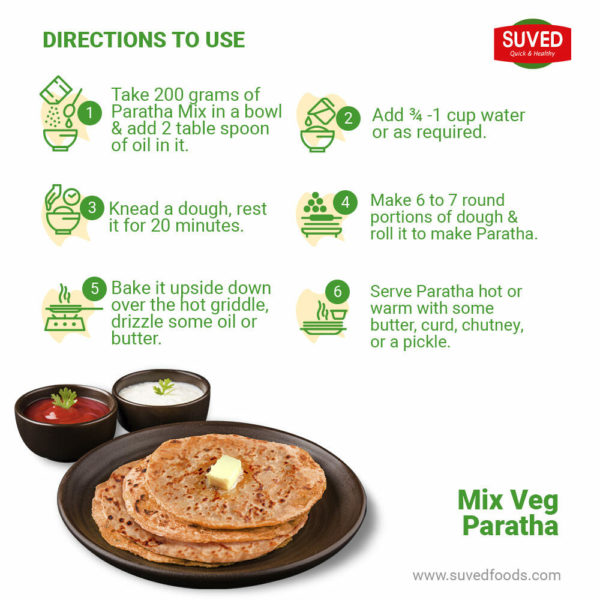 DIRECTIONS TO USE
SUVED
Quick & Healthy
1
Take 200 grams of
Paratha Mix in a bowl
& add 2 table spoon
of oil in it.
2
Add ¾ -1 cup water
or as required.
3
Knead a dough, rest
it for 20 minutes.
4
Make 6 to 7 round
portions of dough &
roll it to make Paratha.
5
Bake it upside down
over the hot griddle,
drizzle some oil or
butter.
6
Serve Paratha hot or
warm with some
butter, curd, chutney,
or a pickle.
Mix Veg
Paratha
www.suvedfoods.com